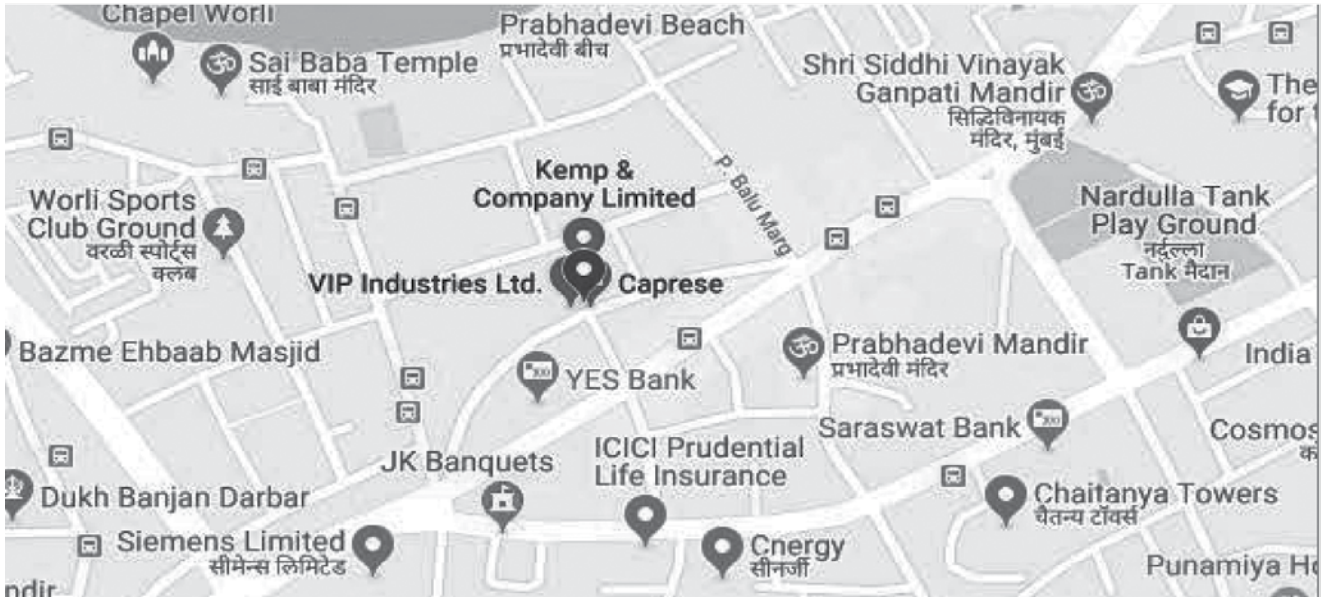 Chapel Worli
Sai Baba Temple
साई बाबा मंदिर
Prabhadevi Beach
प्रभादेवी बीच
Shri Siddhi Vinayak
Ganpati Mandir
सिद्धिविनायक
मंदिर, मुंबई
The
for
Kemp &
Company Limited
P. Balu Marg
Worli Sports
Club Ground
वरळी स्पोर्ट्स
क्लब
Nardulla Tank
Play Ground
नर्दुल्ला
Tank मैदान
VIP Industries Ltd.
Caprese
Bazme Ehbaab Masjid
YES Bank
Prabhadevi Mandir
प्रभादेवी मंदिर
India
Saraswat Bank
Cosmos
JK Banquets
ICICI Prudential
Life Insurance
Dukh Banjan Darbar
Chaitanya Towers
चैतन्य टॉवर्स
Siemens Limited
सीमेन्स लिमिटेड
Cnergy
सीनर्जी
Punamiya
ndir